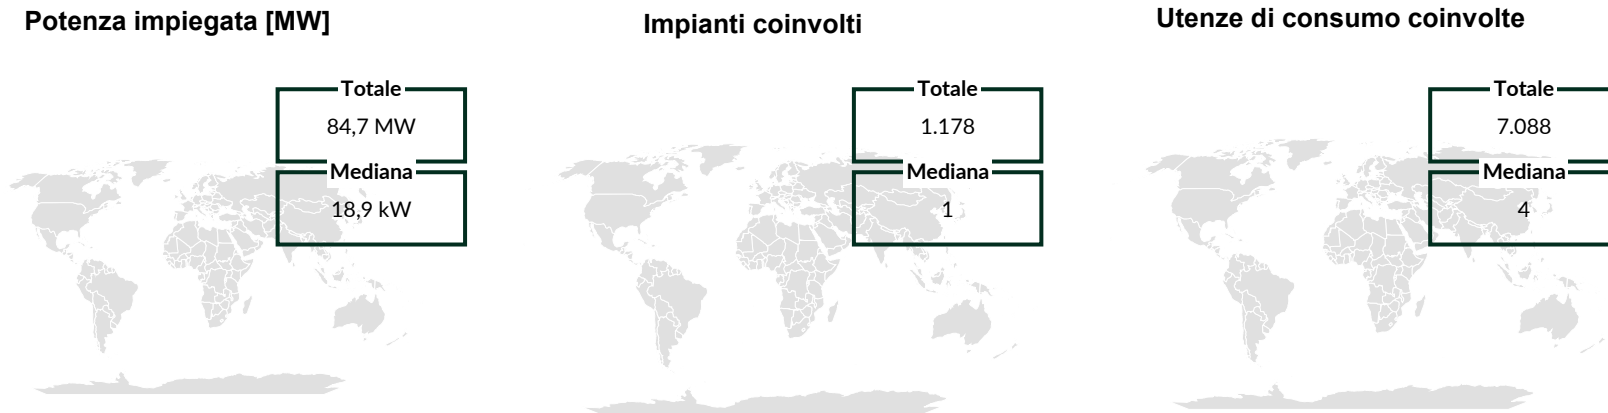 Potenza impiegata [MW]
Totale
84,7 MW
Mediana
18,9 kW
Impianti coinvolti
Totale
1.178
Mediana
1
Utenze di consumo coinvolte
Totale
7.088
Mediana
4